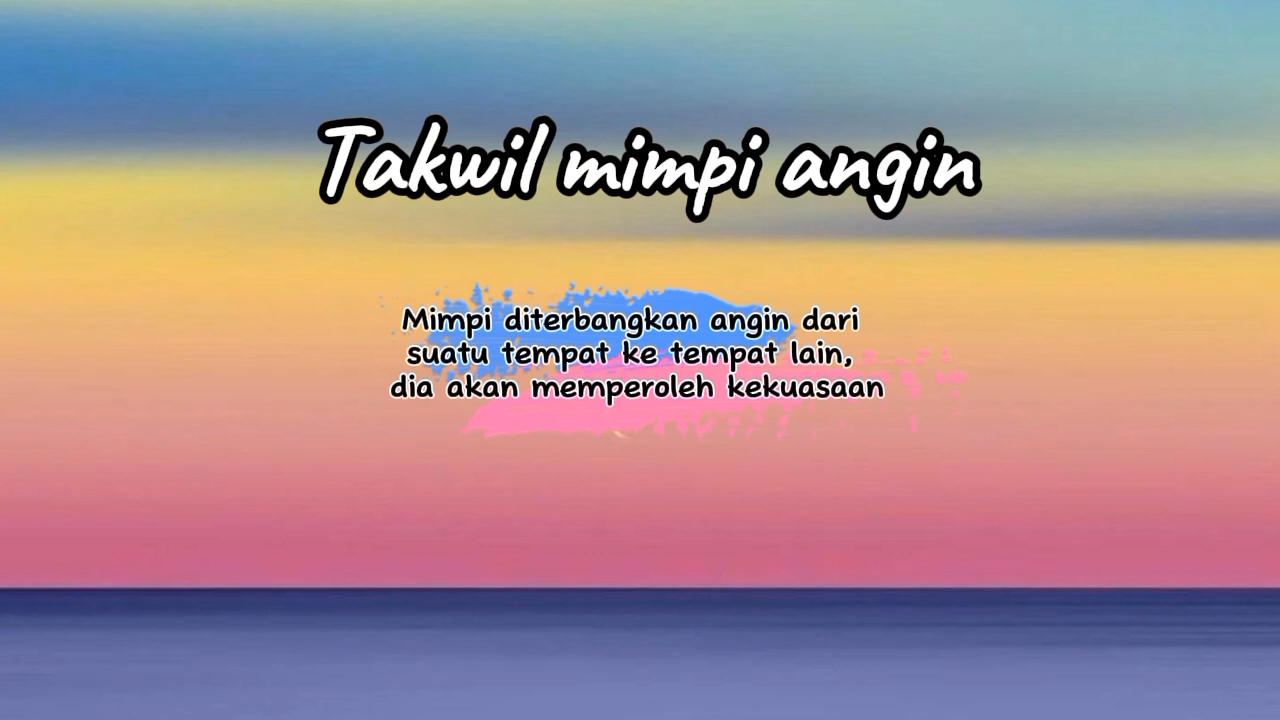 Takwil mimpi angin
Mimpi diterbangkan angin dari
suatu tempat ke tempat lain,
dia akan memperoleh kekuasaan